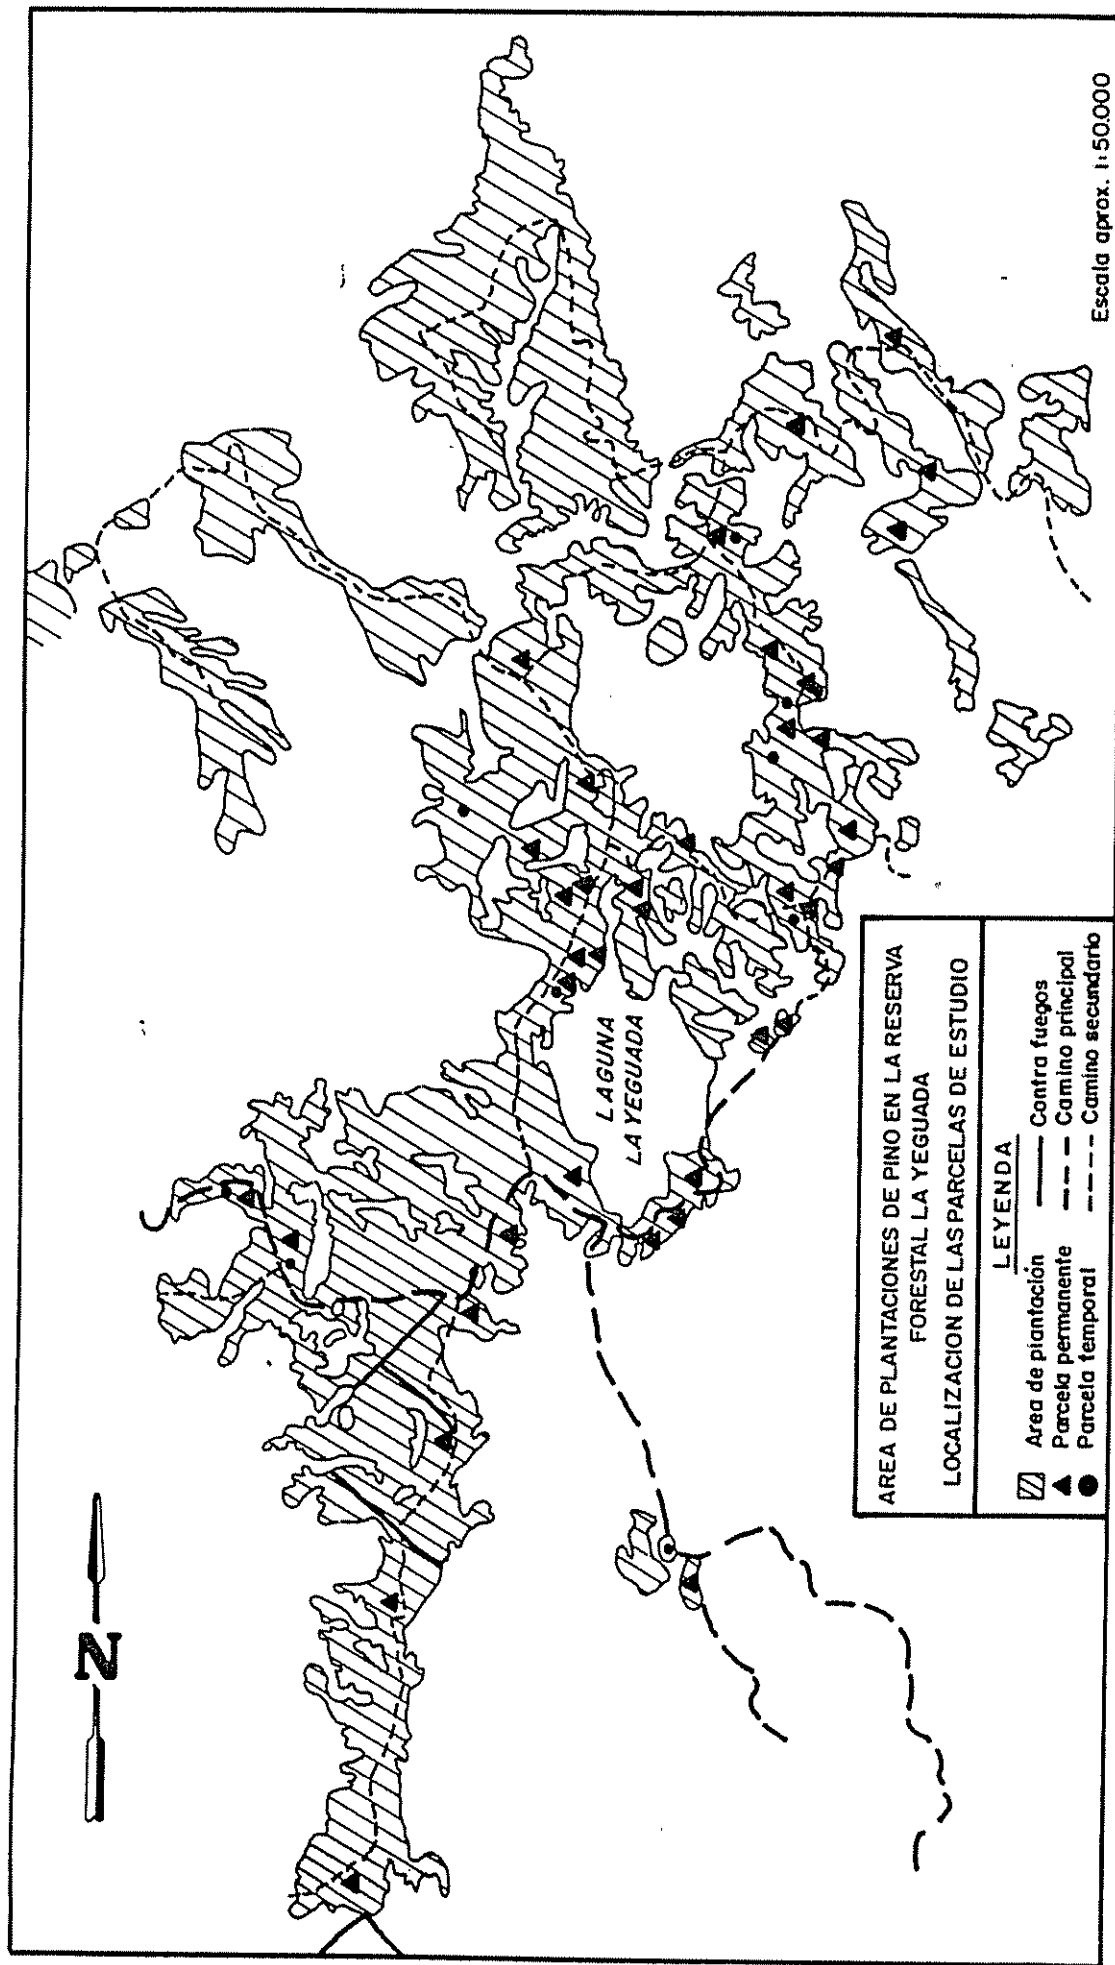 N
LAGUNA
LA YEGUADA
AREA DE PLANTACIONES DE PINO EN LA RESERVA
FORESTAL LA YEGUADA
LOCALIZACION DE LAS PARCELAS DE ESTUDIO
LEYENDA
Area de plantación
Contra fuegos
Parcela permanente
Camino principal
Parcela temporal
Camino secundario
Escala aprox. 1:50.000